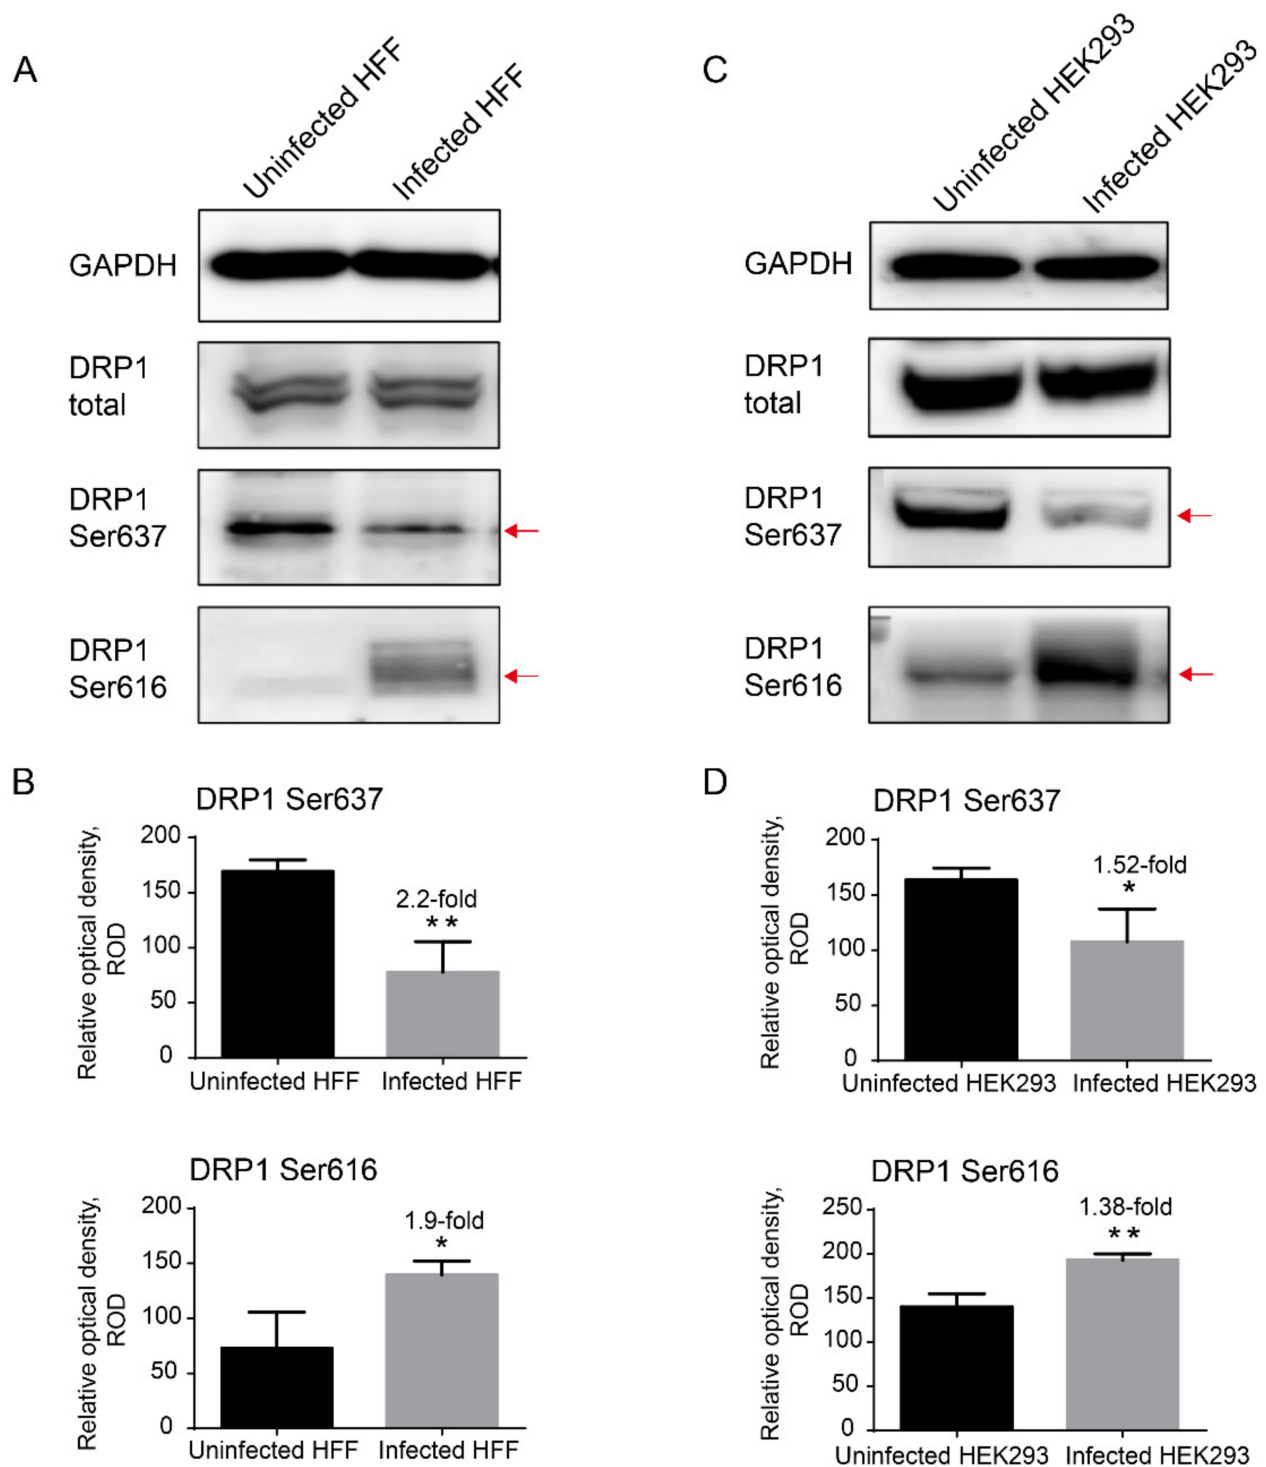 A
Uninfected HFF
Infected HFF
GAPDH
DRP1
total
DRP1
Ser637
DRP1
Ser616
C
Uninfected HEK293
Infected HEK293
GAPDH
DRP1
total
DRP1
Ser637
DRP1
Ser616
B
DRP1 Ser637
Relative optical density,
ROD
200
150
100
50
0
2.2-fold
**
Uninfected HFF
Infected HFF
DRP1 Ser616
Relative optical density,
ROD
200
150
100
50
0
1.9-fold
*
Uninfected HFF
Infected HFF
D
DRP1 Ser637
Relative optical density,
ROD
200
150
100
50
0
1.52-fold
*
Uninfected HEK293
Infected HEK293
DRP1 Ser616
Relative optical density,
ROD
250
200
150
100
50
0
1.38-fold
**
Uninfected HEK293
Infected HEK293